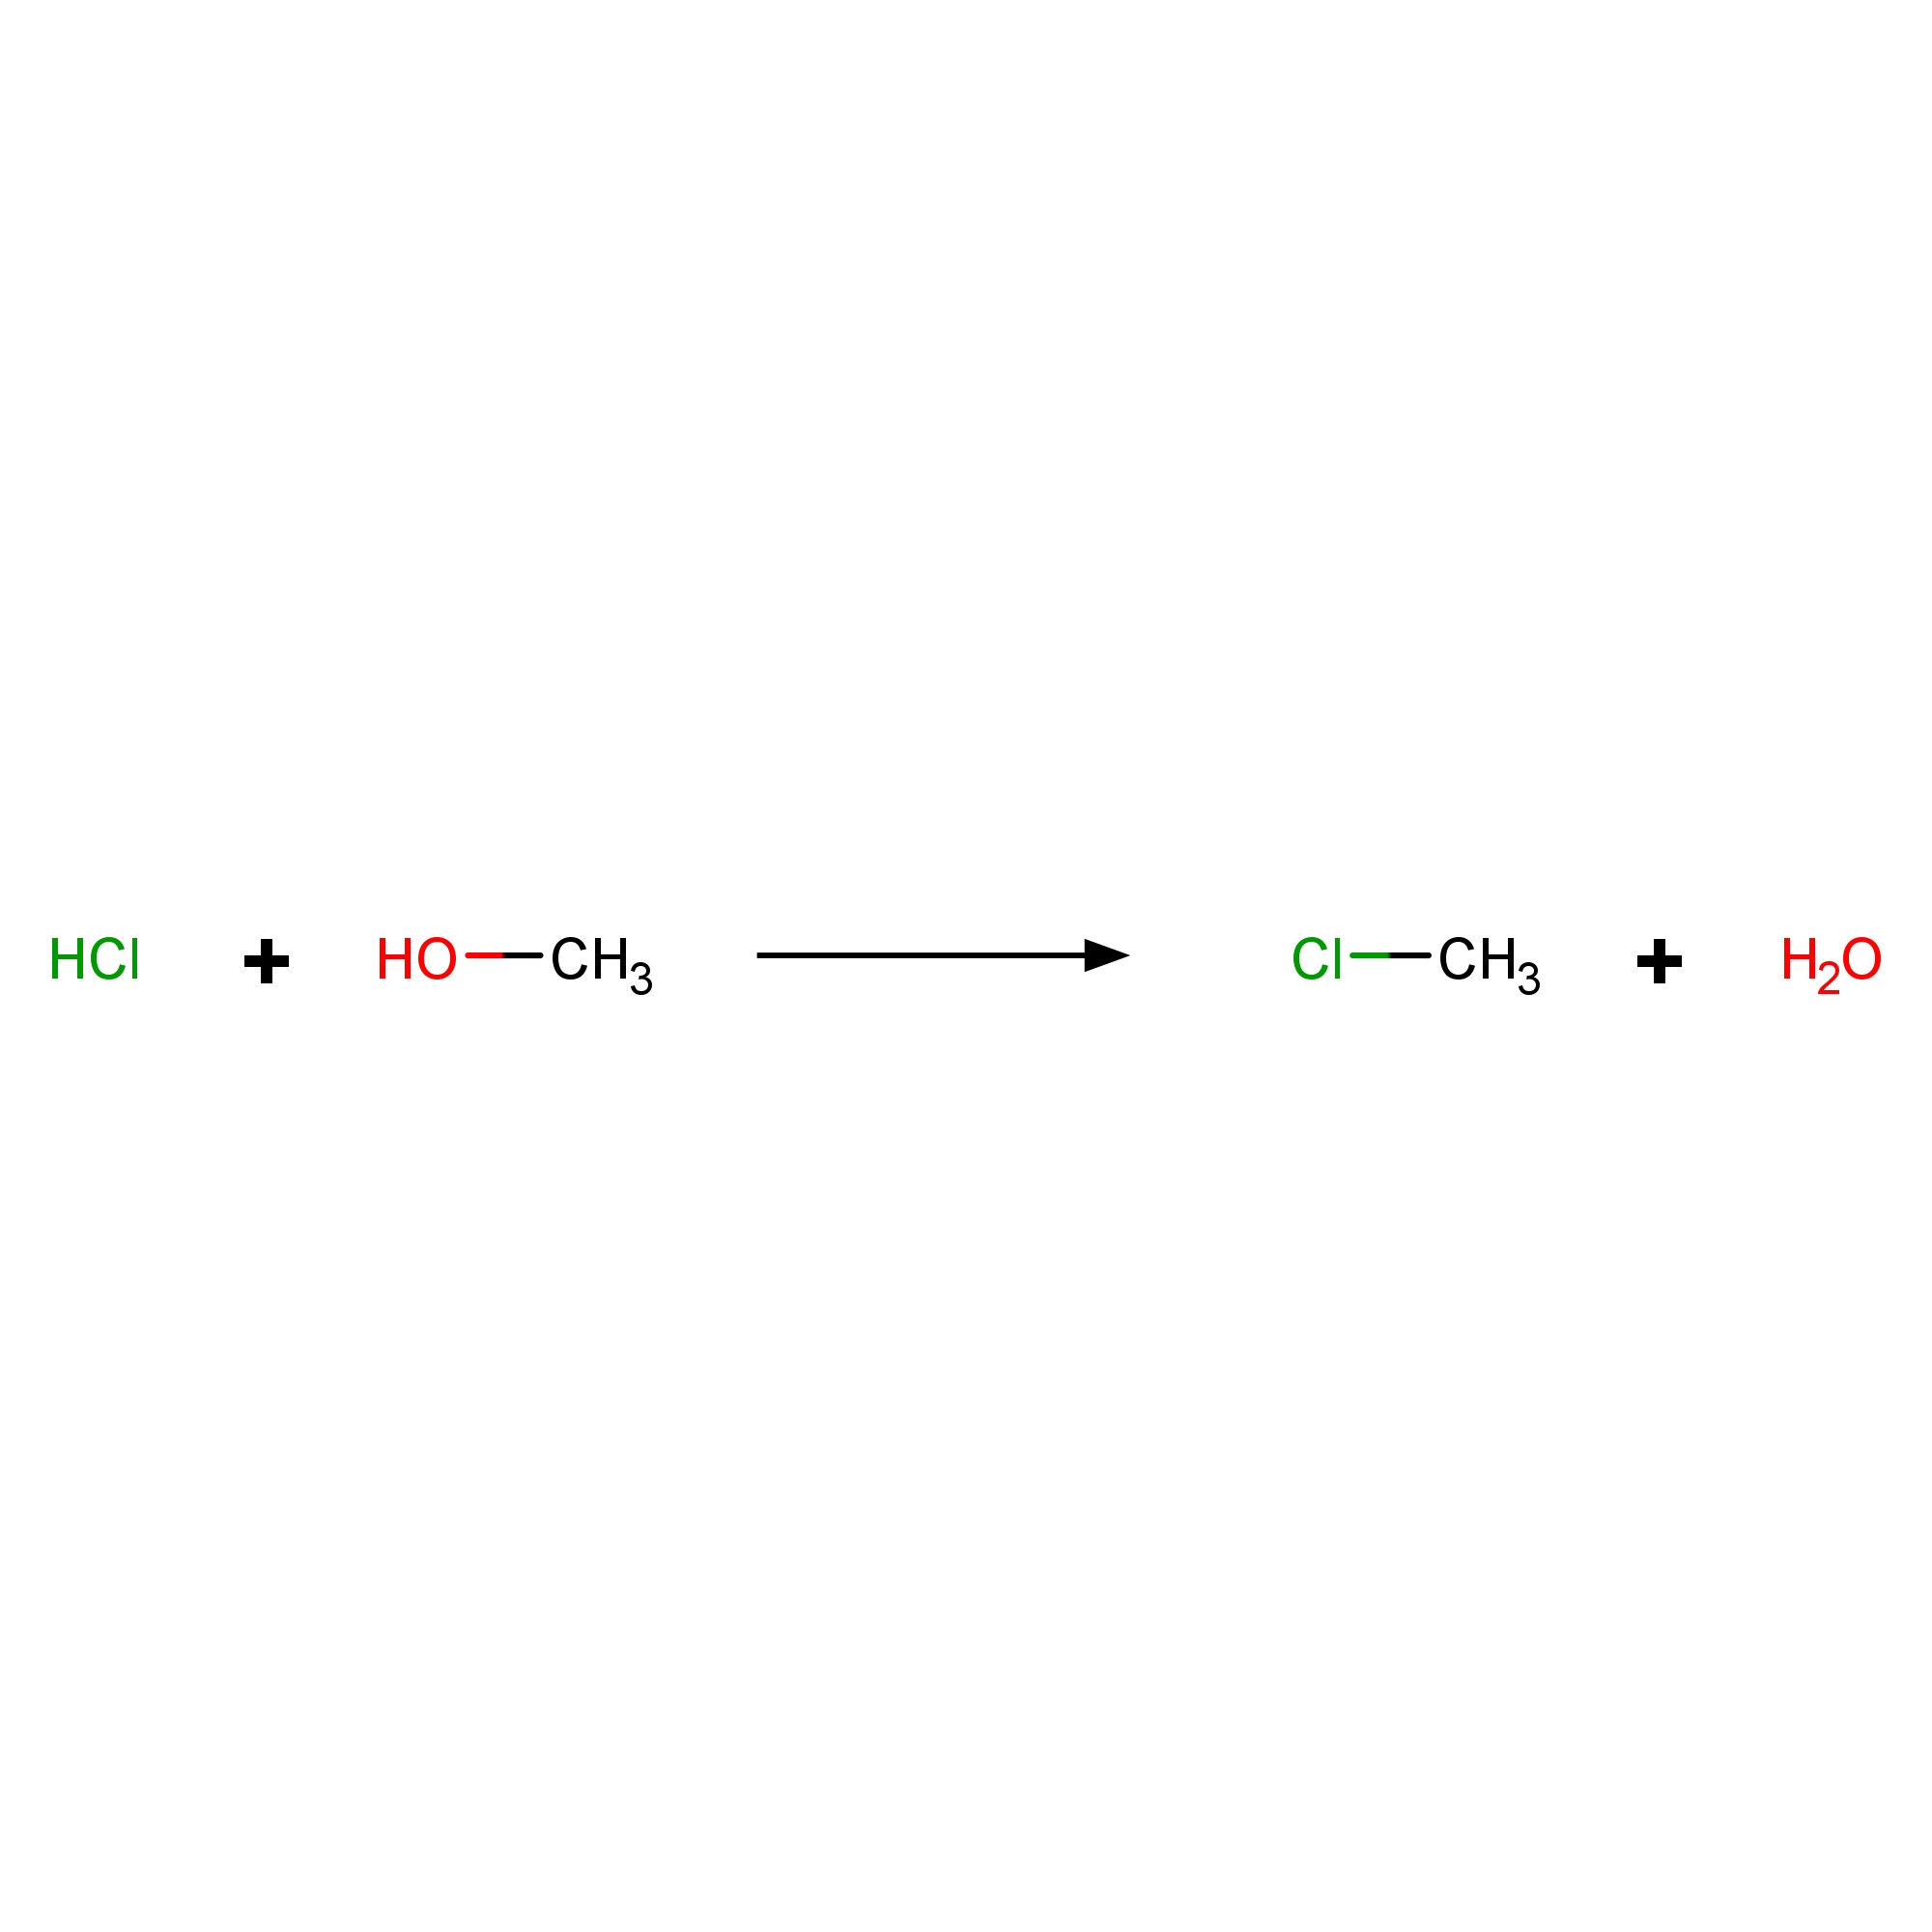 HCl + HO–CH3 → Cl–CH3 + H2O